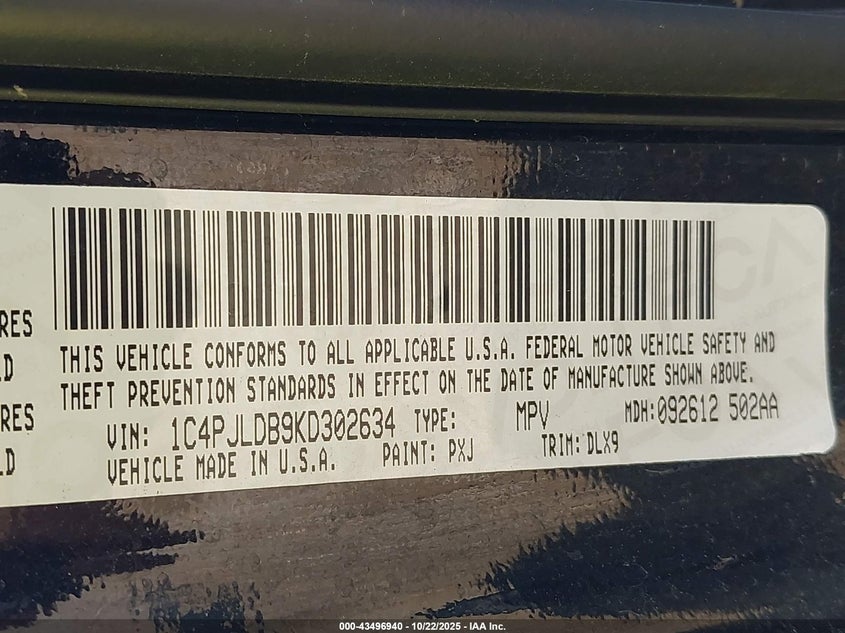 RES
LD
RES
LD
THIS VEHICLE CONFORMS TO ALL APPLICABLE U.S.A. FEDERAL MOTOR VEHICLE SAFETY AND
THEFT PREVENTION STANDARDS IN EFFECT ON THE DATE OF MANUFACTURE SHOWN ABOVE.
VIN: 1C4PJLDB9KD302634 TYPE: MPV MDH:092612 502AA
VEHICLE MADE IN U.S.A. PAINT: PXJ TRIM: DLX9
000-43496940 - 10/22/2025 - IAA Inc.